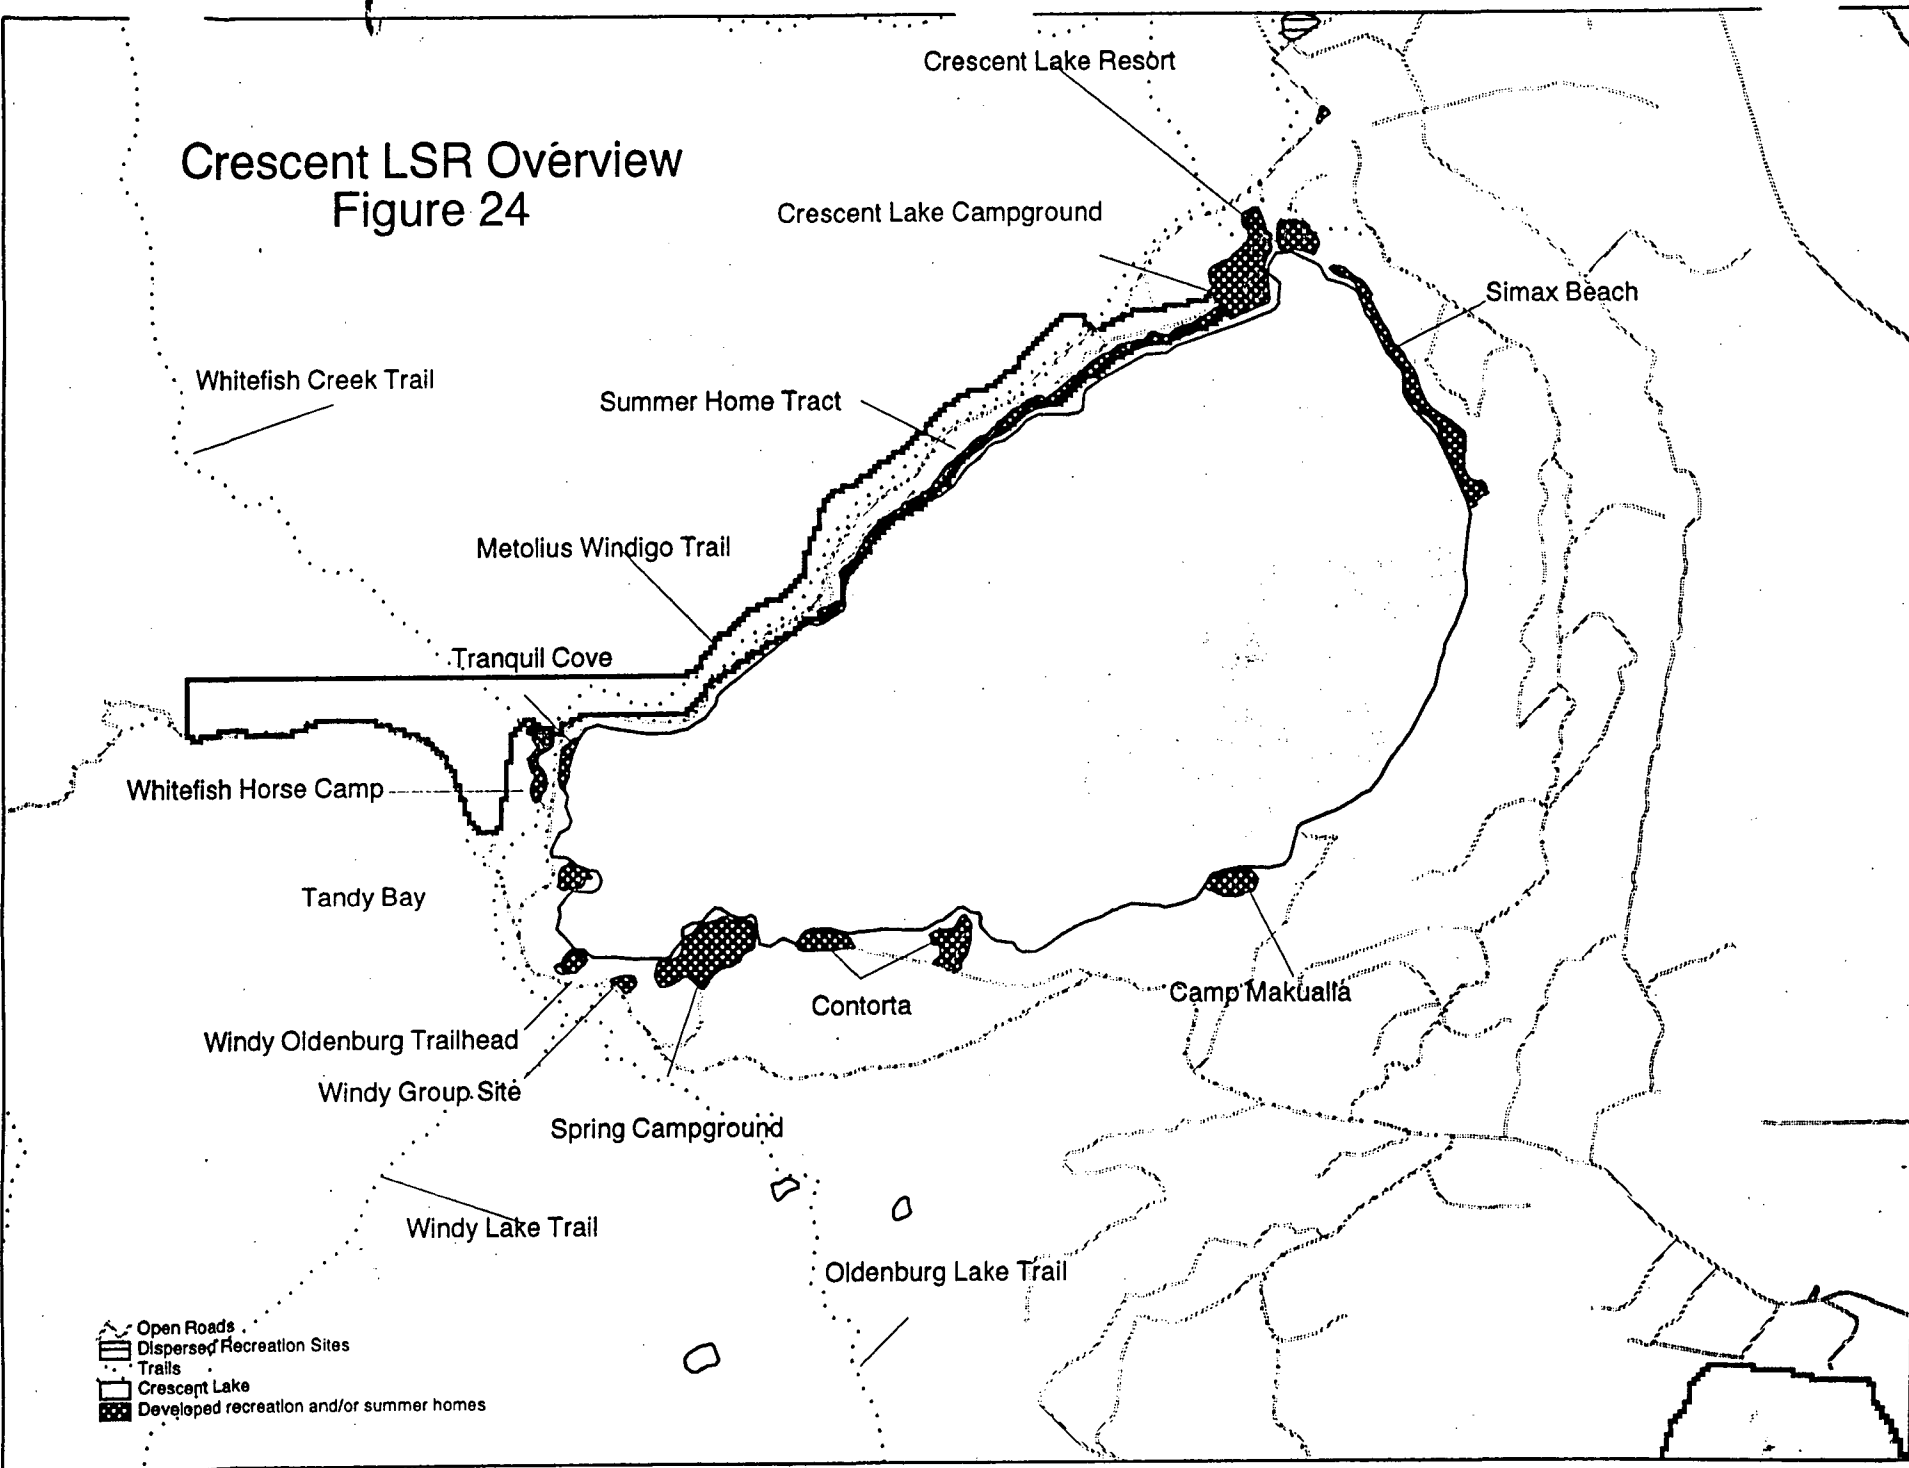 Crescent Lake Resort
Crescent LSR Overview
Figure 24
Crescent Lake Campground
Simax Beach
Whitefish Creek Trail
Summer Home Tract
Metolius Windigo Trail
Tranquil Cove
Whitefish Horse Camp
Tandy Bay
Contorta
Camp Makualla
Windy Oldenburg Trailhead
Windy Group Site
Spring Campground
Windy Lake Trail
Oldenburg Lake Trail
Open Roads
Dispersed Recreation Sites
Trails
Crescent Lake
Developed recreation and/or summer homes